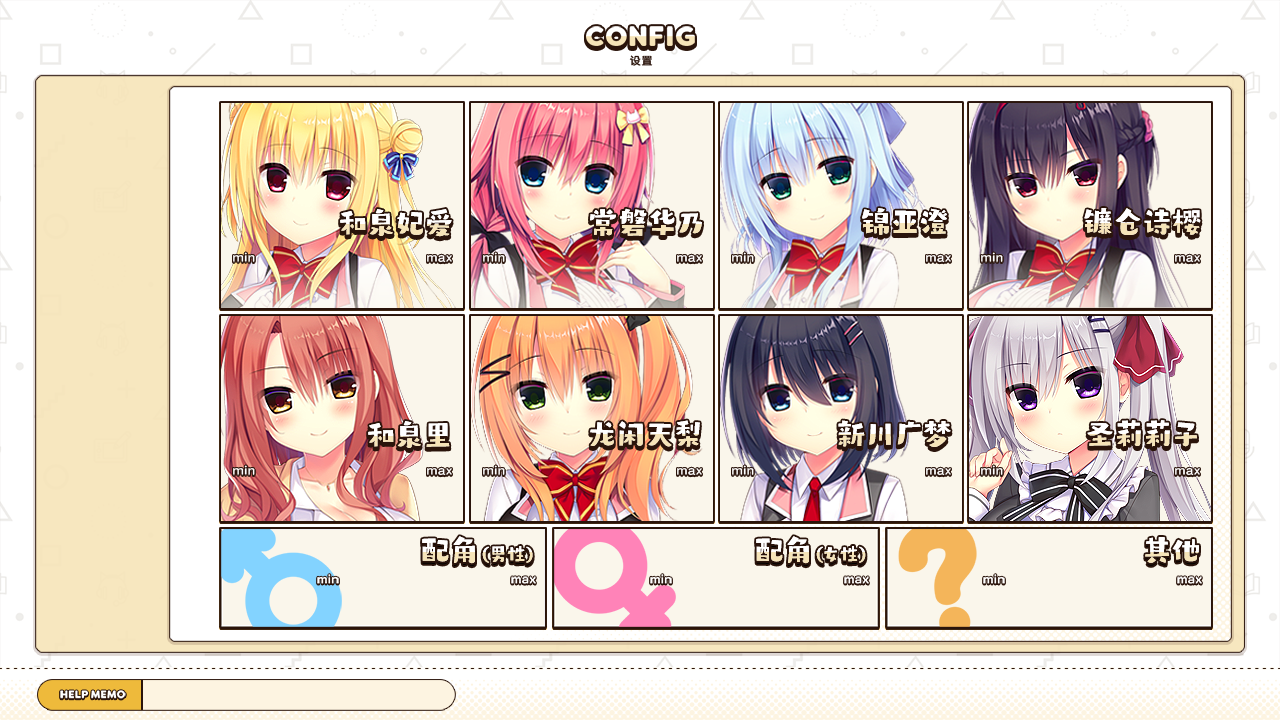 CONFIG
设置
和泉妃爱
min max
常磐华乃
min max
锦亚澄
min max
镰仓诗樱
min max
和泉里
min max
龙闲天梨
min max
新川广梦
min max
圣莉莉子
min max
配角(男性)
min max
配角(女性)
min max
其他
min max
HELP MEMO